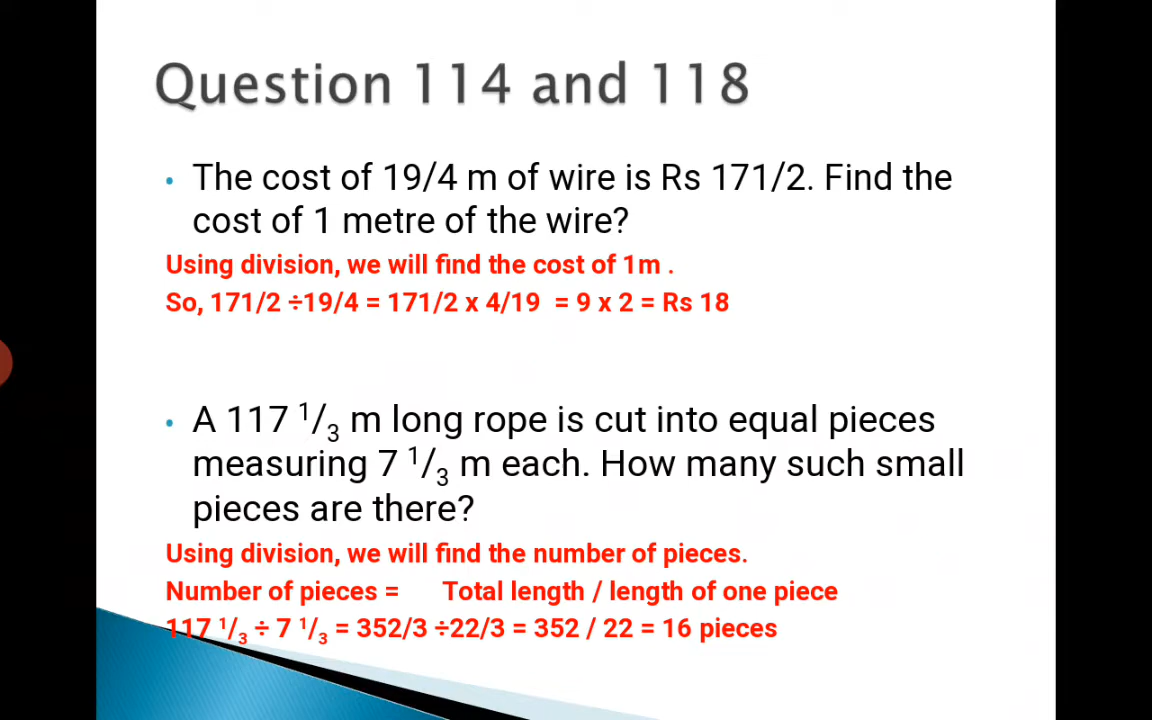 Question 114 and 118
• The cost of 19/4 m of wire is Rs 171/2. Find the
cost of 1 metre of the wire?
Using division, we will find the cost of 1m .
So, 171/2 ÷19/4 = 171/2 x 4/19 = 9 x 2 = Rs 18
• A 117 ¹/₃ m long rope is cut into equal pieces
measuring 7 ¹/₃ m each. How many such small
pieces are there?
Using division, we will find the number of pieces.
Number of pieces = Total length / length of one piece
117 ¹/₃ ÷ 7 ¹/₃ = 352/3 ÷22/3 = 352 / 22 = 16 pieces